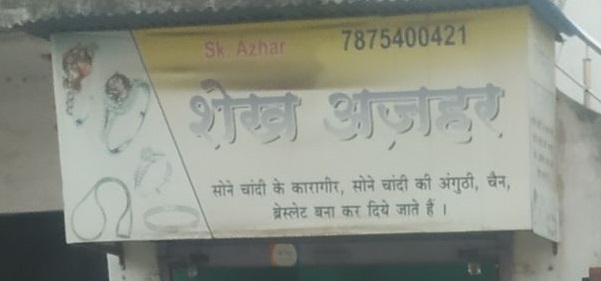 Sk. Azhar 7875400421
शेख अज़हर
सोने चांदी के कारागीर, सोने चांदी की अंगुठी, चैन,
ब्रेस्लेट बना कर दिये जाते हैं ।